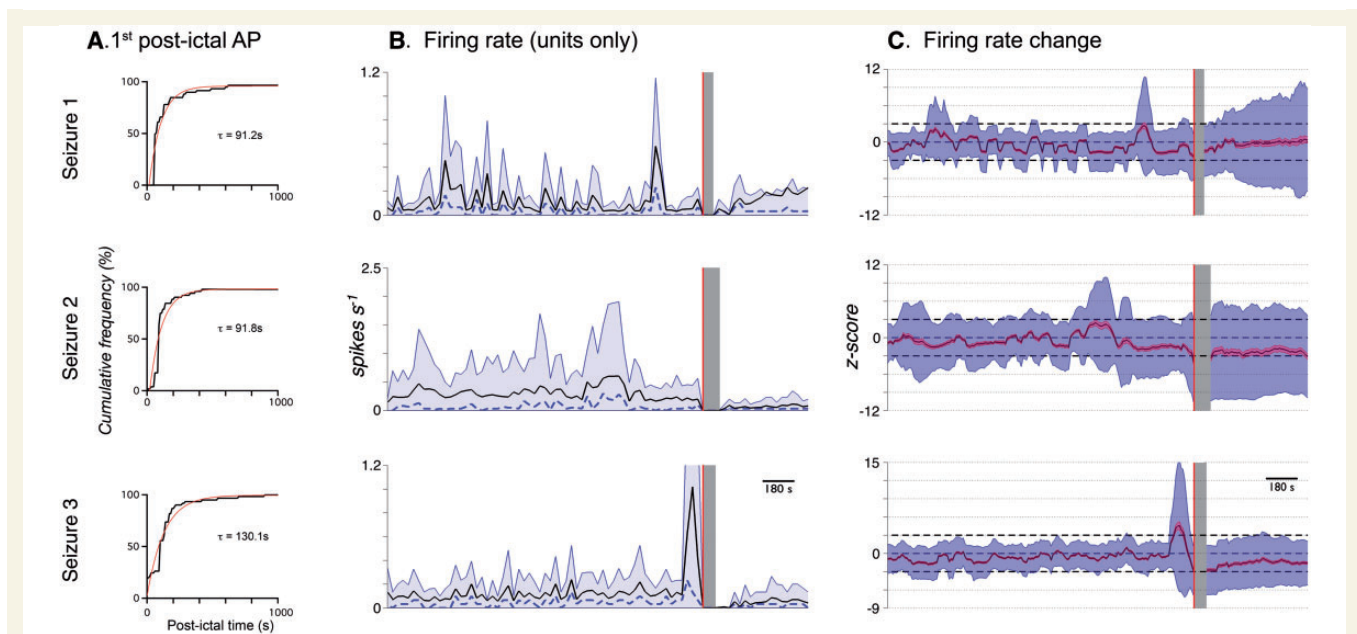 A. 1st post-ictal AP
B. Firing rate (units only)
C. Firing rate change
Seizure 1
100
50
0
τ = 91.2s
0
1000
1.2
0
12
0
-12
Seizure 2
Cumulative frequency (%)
100
50
0
τ = 91.8s
0
1000
spikes s-1
2.5
0
z-score
12
0
-12
Seizure 3
100
50
0
τ = 130.1s
0
1000
Post-ictal time (s)
1.2
0
180 s
15
0
-9
180 s